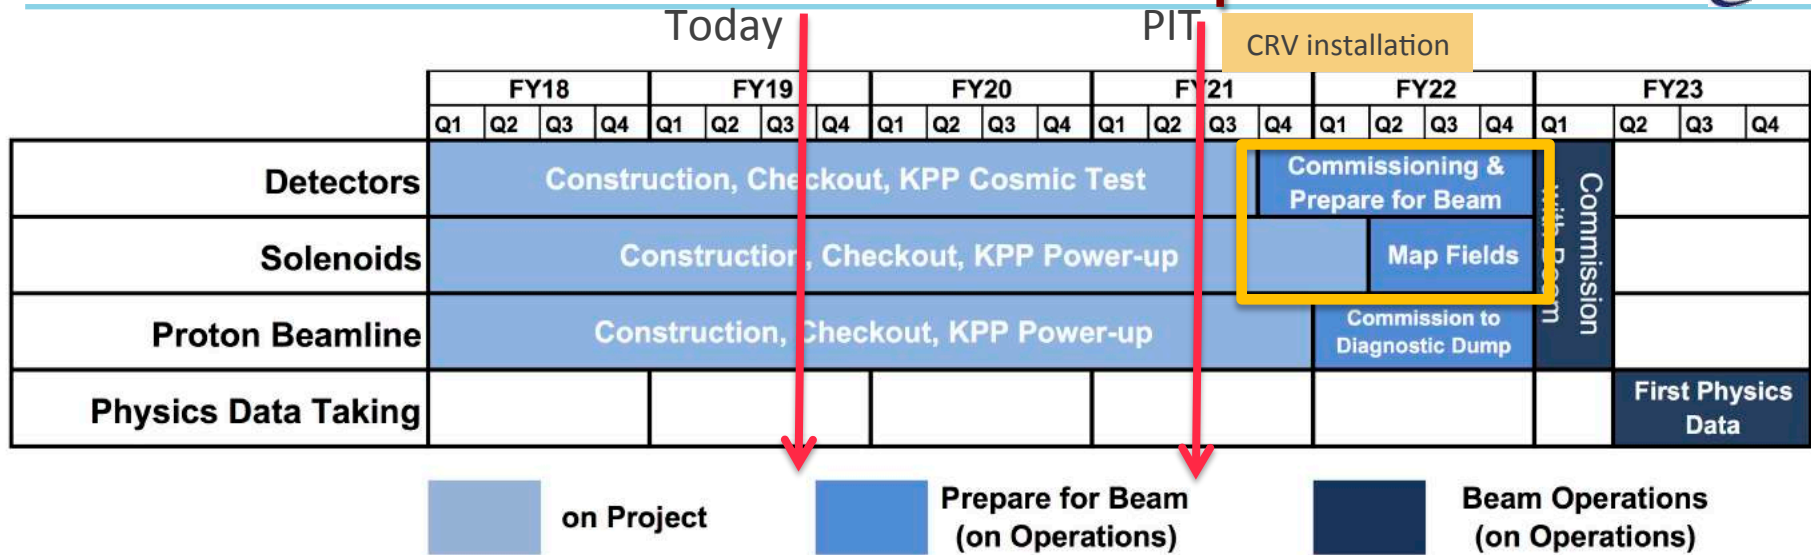 Today
PIT
CRV installation
FY18 FY19 FY20 FY21 FY22 FY23
Q1 Q2 Q3 Q4 Q1 Q2 Q3 Q4 Q1 Q2 Q3 Q4 Q1 Q2 Q3 Q4 Q1 Q2 Q3 Q4 Q1 Q2 Q3 Q4
Detectors
Construction, Checkout, KPP Cosmic Test
Commissioning &
Prepare for Beam
Commission
with Beam
Solenoids
Construction, Checkout, KPP Power-up
Map Fields
Proton Beamline
Construction, Checkout, KPP Power-up
Commission to
Diagnostic Dump
Physics Data Taking
First Physics
Data
on Project
Prepare for Beam
(on Operations)
Beam Operations
(on Operations)